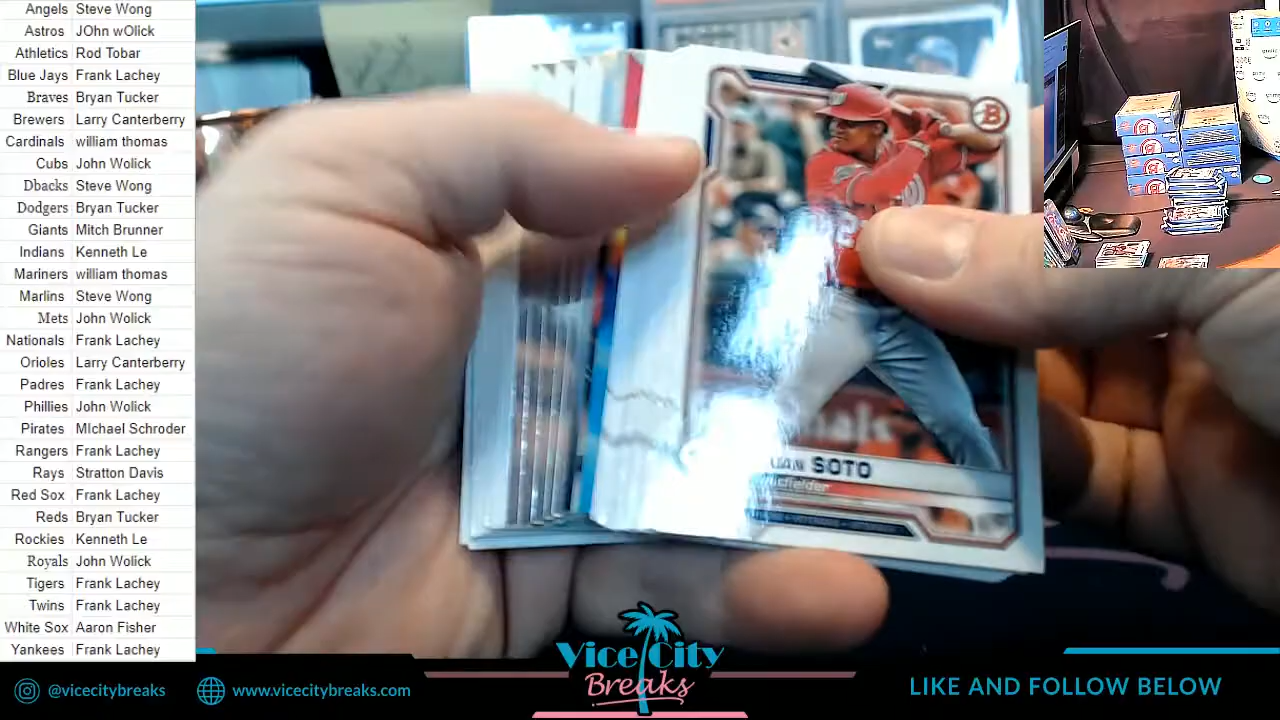 Angels Steve Wong
Astros JOhn wOlick
Athletics Rod Tobar
Blue Jays Frank Lachey
Braves Bryan Tucker
Brewers Larry Canterberry
Cardinals william thomas
Cubs John Wolick
Dbacks Steve Wong
Dodgers Bryan Tucker
Giants Mitch Brunner
Indians Kenneth Le
Mariners william thomas
Marlins Steve Wong
Mets John Wolick
Nationals Frank Lachey
Orioles Larry Canterberry
Padres Frank Lachey
Phillies John Wolick
Pirates MIchael Schroder
Rangers Frank Lachey
Rays Stratton Davis
Red Sox Frank Lachey
Reds Bryan Tucker
Rockies Kenneth Le
Royals John Wolick
Tigers Frank Lachey
Twins Frank Lachey
White Sox Aaron Fisher
Yankees Frank Lachey
B
SOTO
@vicecitybreaks
www.vicecitybreaks.com
Vice City
Breaks
LIKE AND FOLLOW BELOW